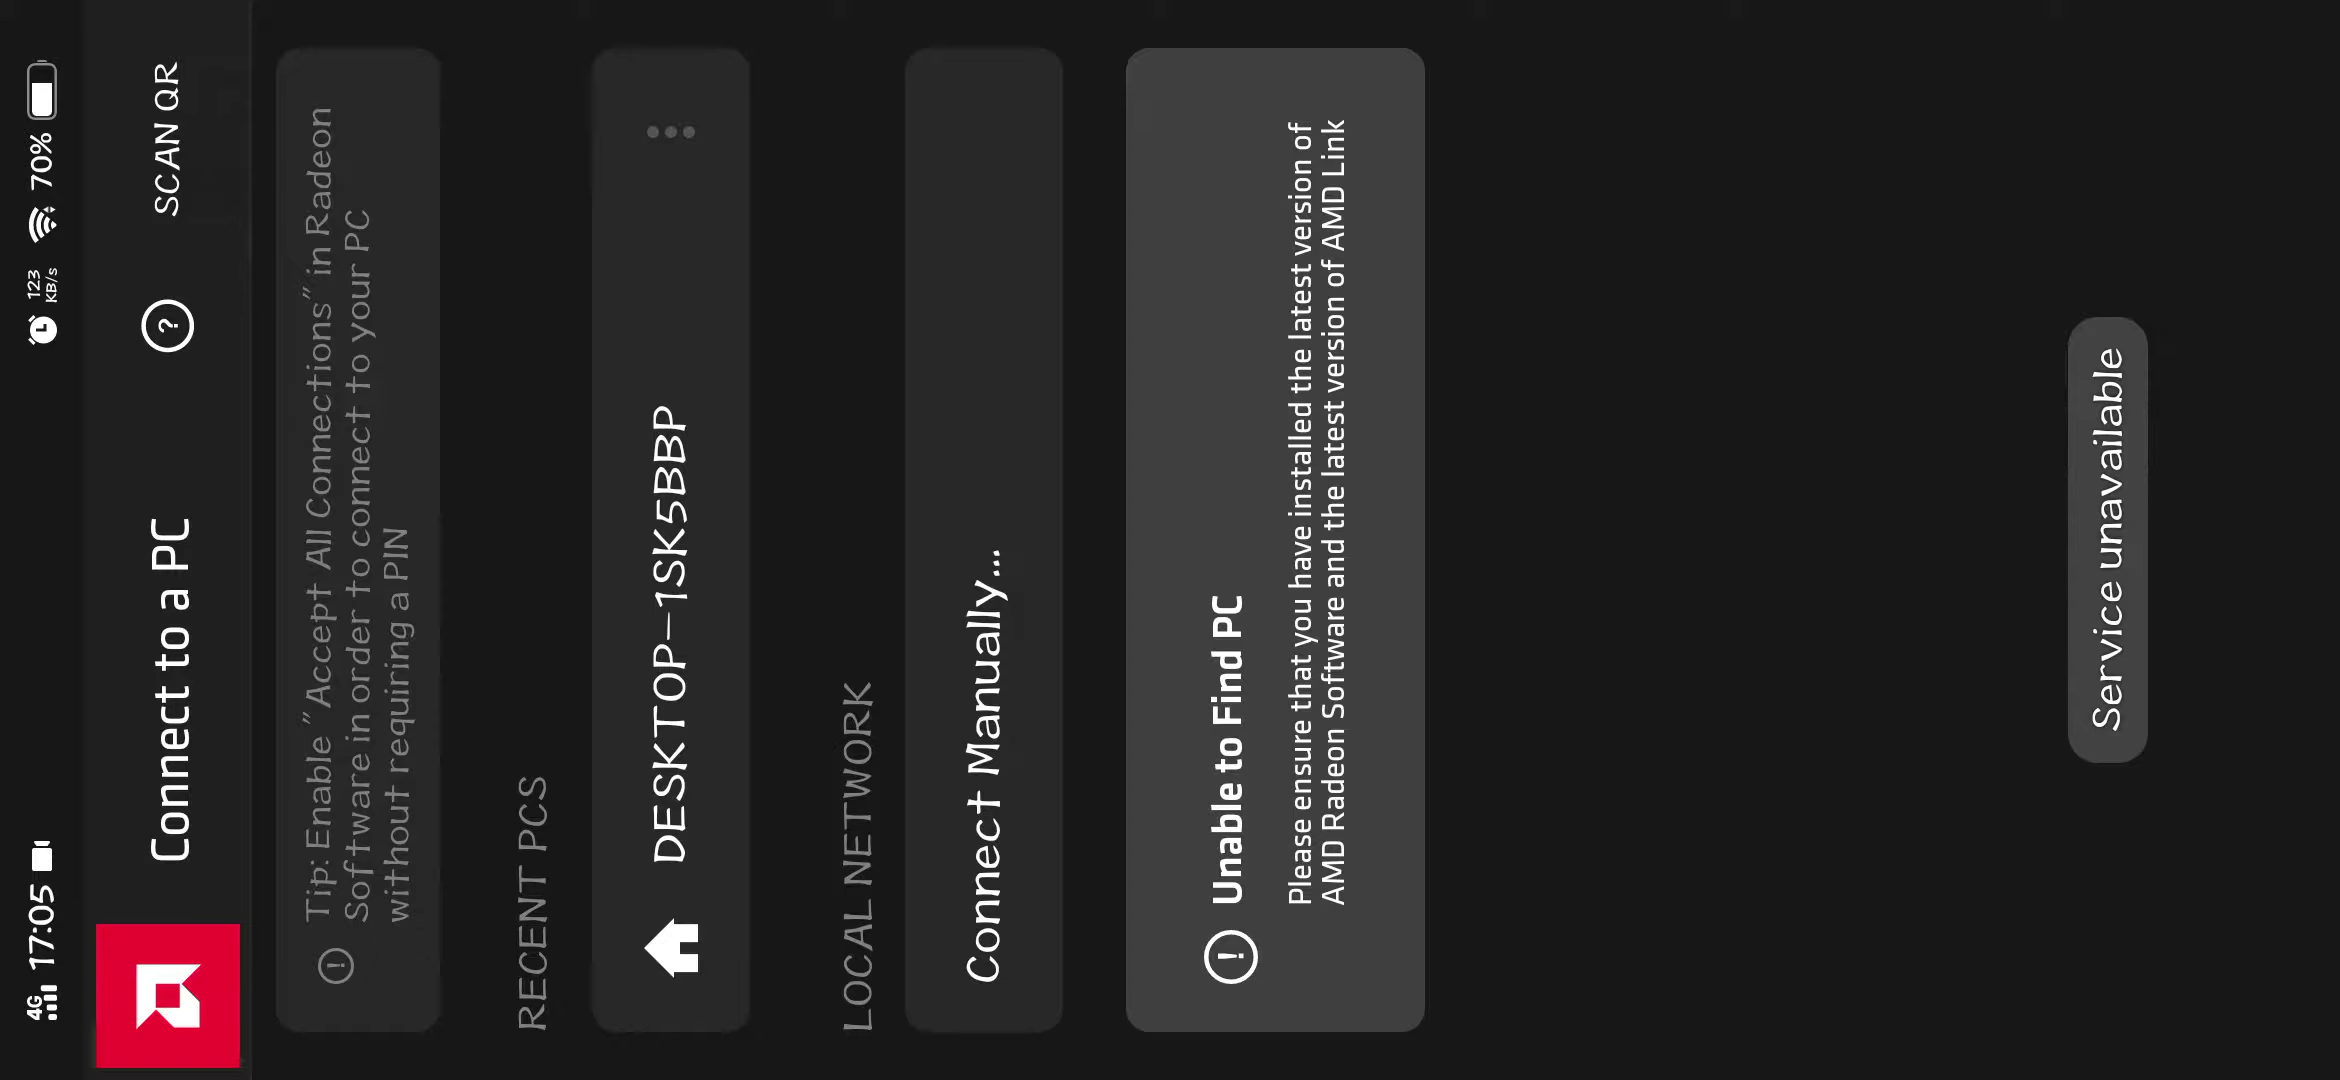 4G 17:05 123 KB/s 70%
Connect to a PC ? SCAN QR
Tip: Enable "Accept All Connections" in Radeon
Software in order to connect to your PC
without requiring a PIN
RECENT PCS
DESKTOP-1SK5BBP
LOCAL NETWORK
Connect Manually...
Unable to Find PC
Please ensure that you have installed the latest version of
AMD Radeon Software and the latest version of AMD Link
Service unavailable